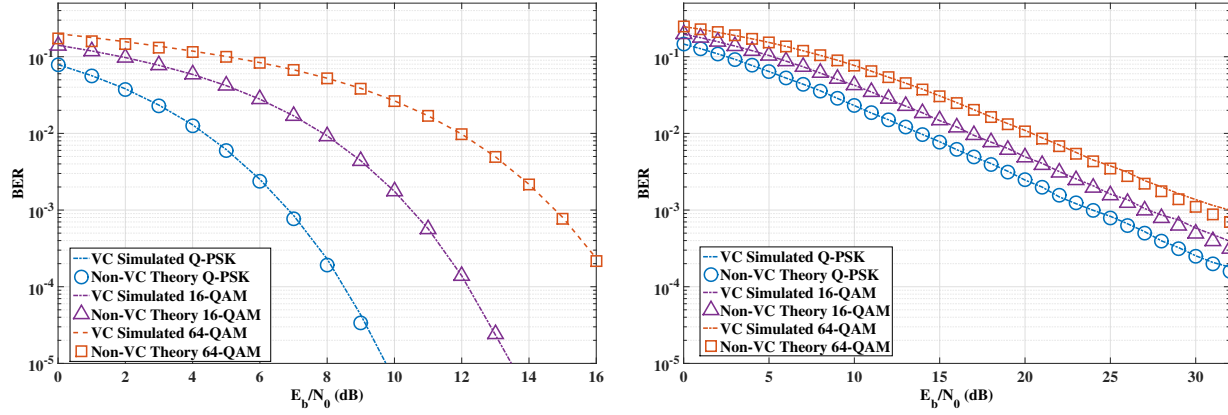 10^-1
10^-2
10^-3
10^-4
10^-5
BER
VC Simulated Q-PSK
Non-VC Theory Q-PSK
VC Simulated 16-QAM
Non-VC Theory 16-QAM
VC Simulated 64-QAM
Non-VC Theory 64-QAM
0 2 4 6 8 10 12 14 16
E_b/N_0 (dB)
10^-1
10^-2
10^-3
10^-4
10^-5
BER
VC Simulated Q-PSK
Non-VC Theory Q-PSK
VC Simulated 16-QAM
Non-VC Theory 16-QAM
VC Simulated 64-QAM
Non-VC Theory 64-QAM
0 5 10 15 20 25 30
E_b/N_0 (dB)